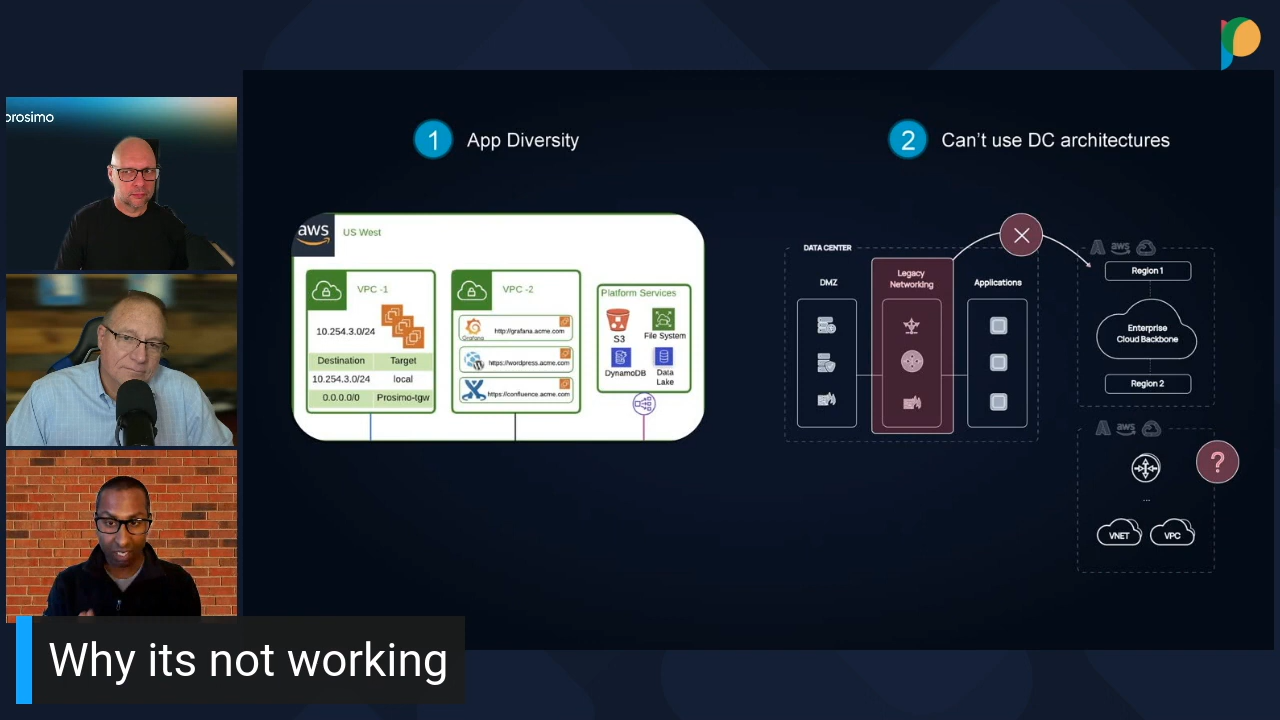 prosimo
1 App Diversity
2 Can't use DC architectures
aws
US West
VPC -1
10.254.3.0/24
Destination Target
10.254.3.0/24 local
0.0.0.0/0 Prosimo-tgw
VPC -2
Grafana
http://grafana.acme.com
https://wordpress.acme.com
https://confluence.acme.com
Platform Services
S3
File System
DynamoDB
Data
Lake
DATA CENTER
DMZ
Legacy
Networking
Applications
aws
Region 1
Enterprise
Cloud Backbone
Region 2
aws
?
...
VNET
VPC
Why its not working